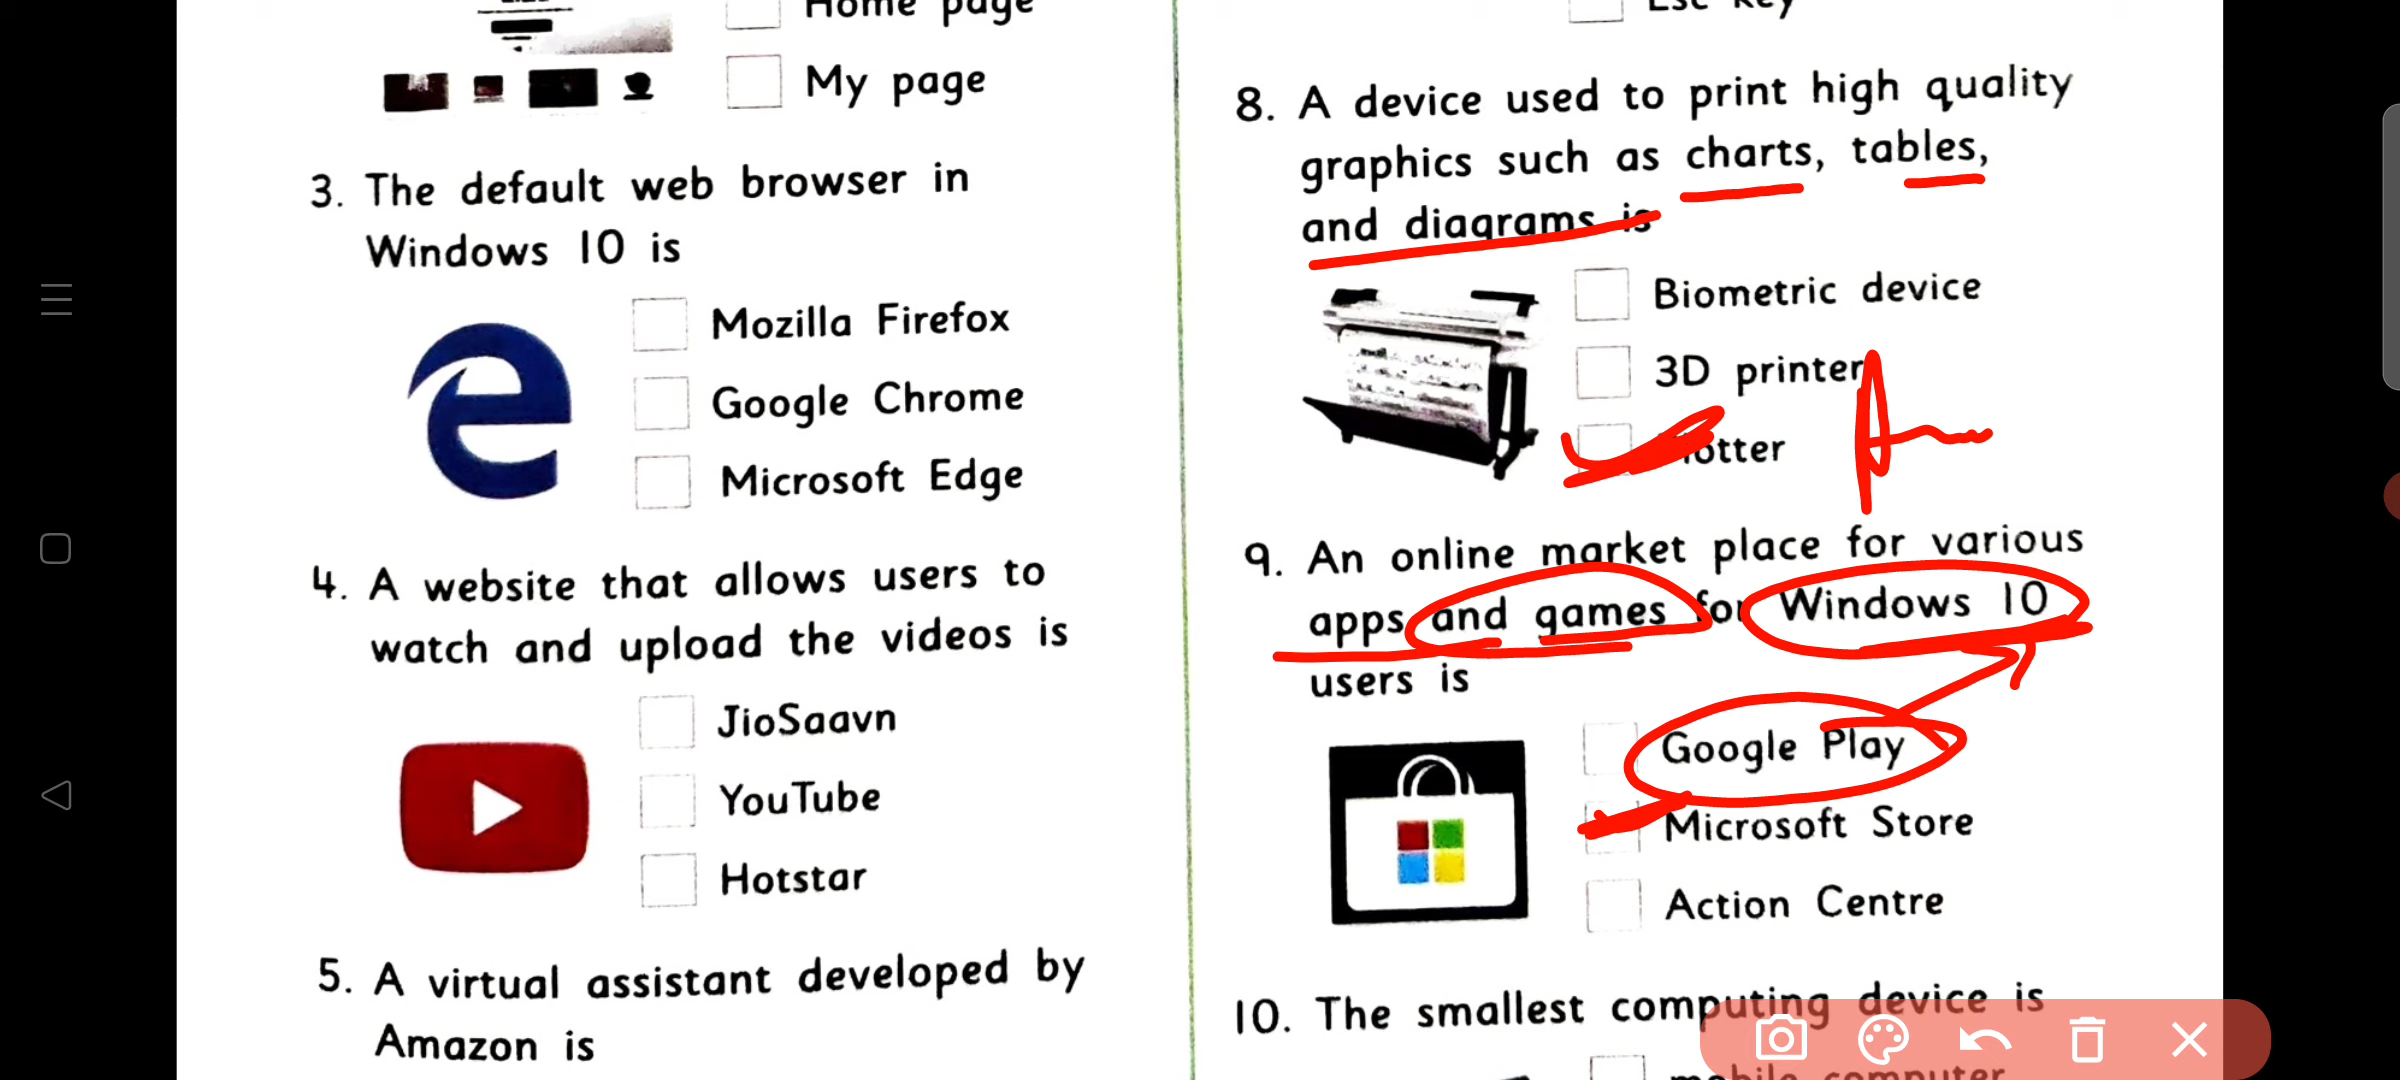 Home page
My page
3. The default web browser in
Windows 10 is
Mozilla Firefox
Google Chrome
Microsoft Edge
4. A website that allows users to
watch and upload the videos is
JioSaavn
YouTube
Hotstar
5. A virtual assistant developed by
Amazon is
Esc key
8. A device used to print high quality
graphics such as charts, tables,
and diagrams is
Biometric device
3D printer
otter
9. An online market place for various
apps and games for Windows 10
users is
Google Play
Microsoft Store
Action Centre
10. The smallest computing device is
mobile computer